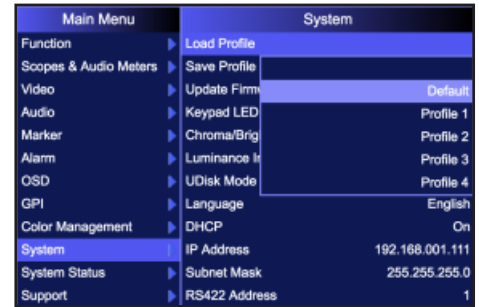 Main Menu
System
Function
Load Profile
Scopes & Audio Meters
Save Profile
Video
Update
Default
Audio
Keypad LED
Profile 1
Marker
Profile 2
Alarm
Luminance
Profile 3
OSD
UDisk Mode
Profile 4
GPI
Language
English
Color Management
DHCP
On
System
IP Address
192.168.001.111
System Status
Subnet Mask
255.255.255.0
Support
RS422 Address
1